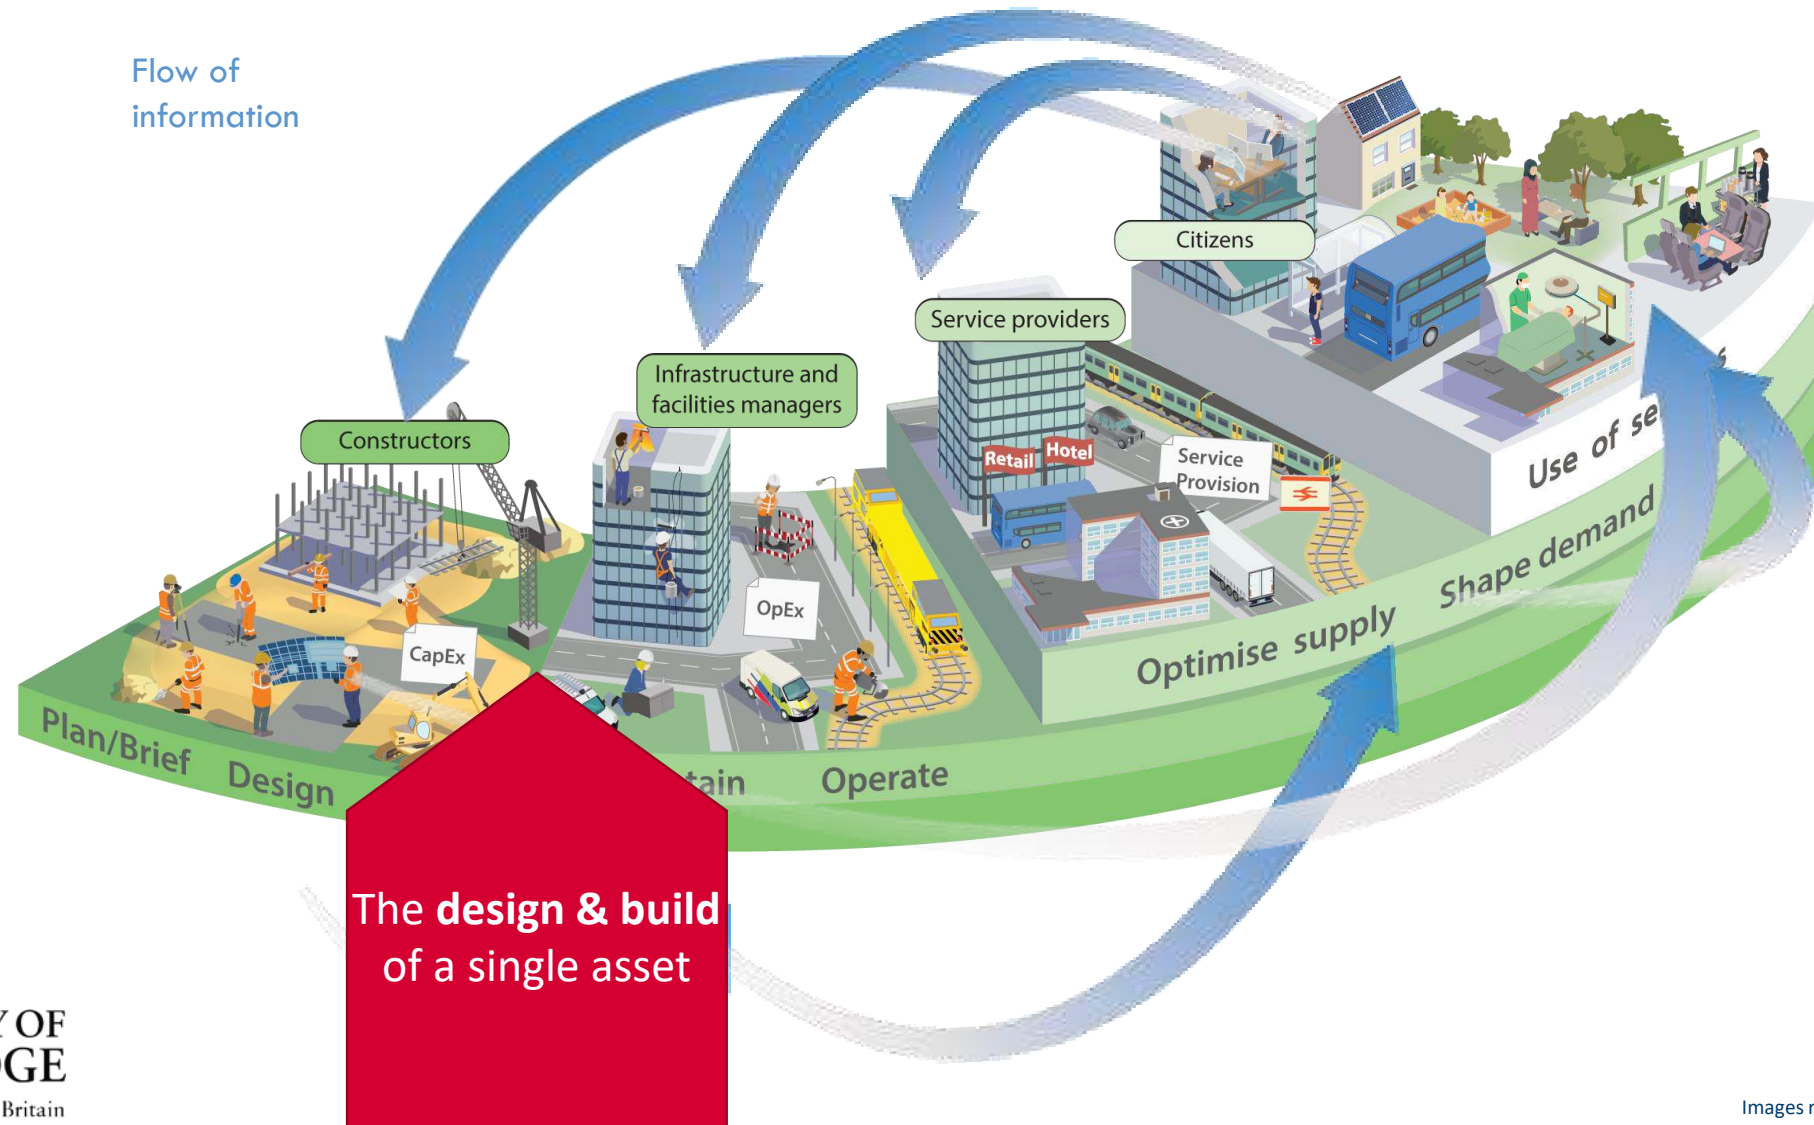 Flow of
information
Citizens
Service providers
Infrastructure and
facilities managers
Constructors
Retail
Hotel
Service
Provision
OpEx
CapEx
Use of se
Shape demand
Optimise supply
Plan/Brief
Design
tain
Operate
The design & build
of a single asset
Y OF
DGE
Britain
Images r